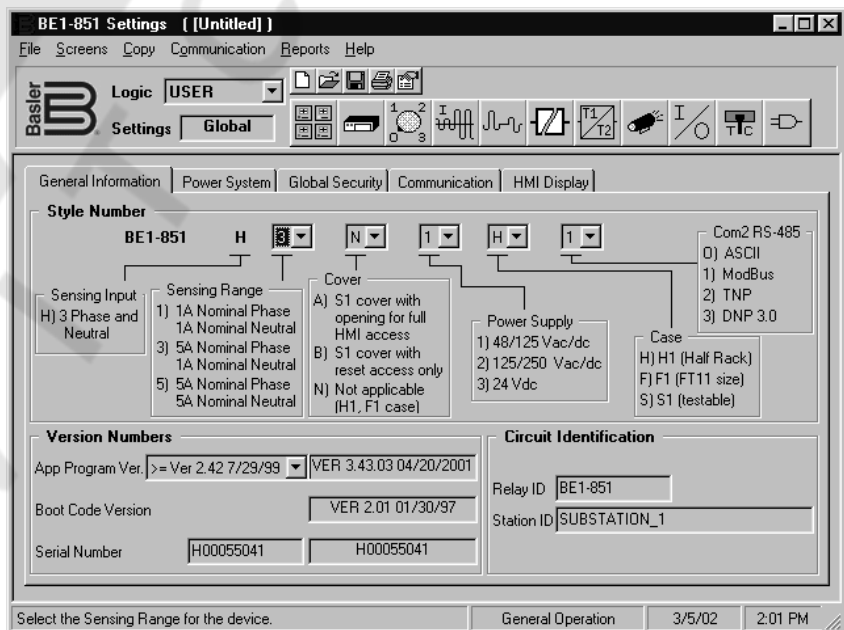 BE1-851 Settings ( [Untitled] )
File Screens Copy Communication Reports Help
Basler
Logic USER
Settings Global
1 2
0 3
I
T1
T2
I
O
T C
General Information Power System Global Security Communication HMI Display
Style Number
BE1-851 H 3 N 1 H 1
Sensing Input
H) 3 Phase and
Neutral
Sensing Range
1) 1A Nominal Phase
1A Nominal Neutral
3) 5A Nominal Phase
1A Nominal Neutral
5) 5A Nominal Phase
5A Nominal Neutral
Cover
A) S1 cover with
opening for full
HMI access
B) S1 cover with
reset access only
N) Not applicable
(H1, F1 case)
Power Supply
1) 48/125 Vac/dc
2) 125/250 Vac/dc
3) 24 Vdc
Case
H) H1 (Half Rack)
F) F1 (FT11 size)
S) S1 (testable)
Com2 RS-485
0) ASCII
1) ModBus
2) TNP
3) DNP 3.0
Version Numbers
App Program Ver. >= Ver 2.42 7/29/99 VER 3.43.03 04/20/2001
Boot Code Version VER 2.01 01/30/97
Serial Number H00055041 H00055041
Circuit Identification
Relay ID BE1-851
Station ID SUBSTATION_1
Select the Sensing Range for the device. General Operation 3/5/02 2:01 PM